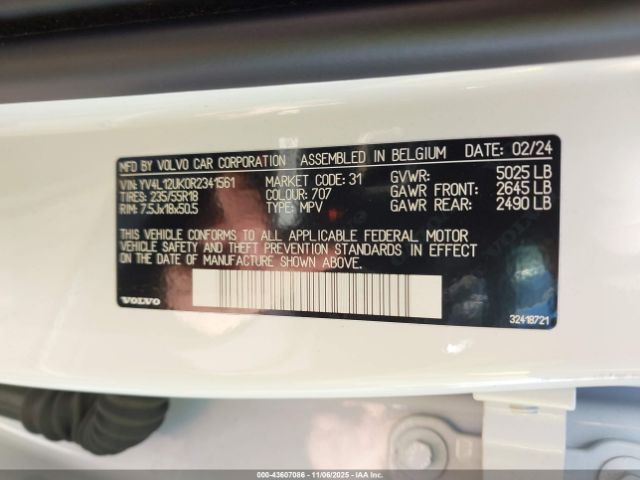 MFD BY VOLVO CAR CORPORATION ASSEMBLED IN BELGIUM DATE: 02/24
VIN: YV4L12UK0R2341561 MARKET CODE: 31 GVWR: 5025 LB
TIRES: 235/55R18 COLOUR: 707 GAWR FRONT: 2645 LB
RIM: 7.5Jx18x50.5 TYPE: MPV GAWR REAR: 2490 LB
THIS VEHICLE CONFORMS TO ALL APPLICABLE FEDERAL MOTOR
VEHICLE SAFETY AND THEFT PREVENTION STANDARDS IN EFFECT
ON THE DATE OF MANUFACTURE SHOWN ABOVE.
VOLVO
32418721
000-43607086 - 11/06/2025 - IAA Inc.